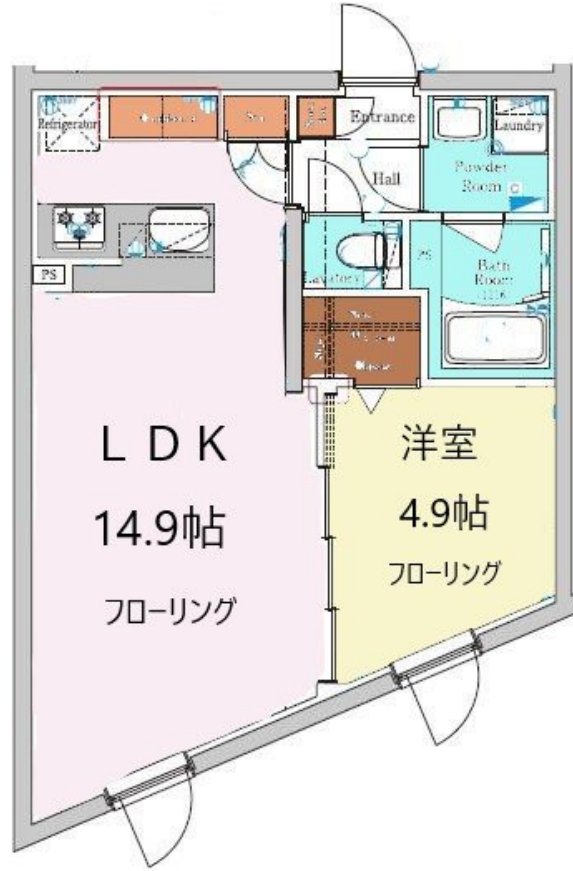 Refrigerator
Entrance
Laundry
Powder
Room
Hall
PS
Lavatory
PS
Bath
Room
LDK
14.9帖
フローリング
洋室
4.9帖
フローリング